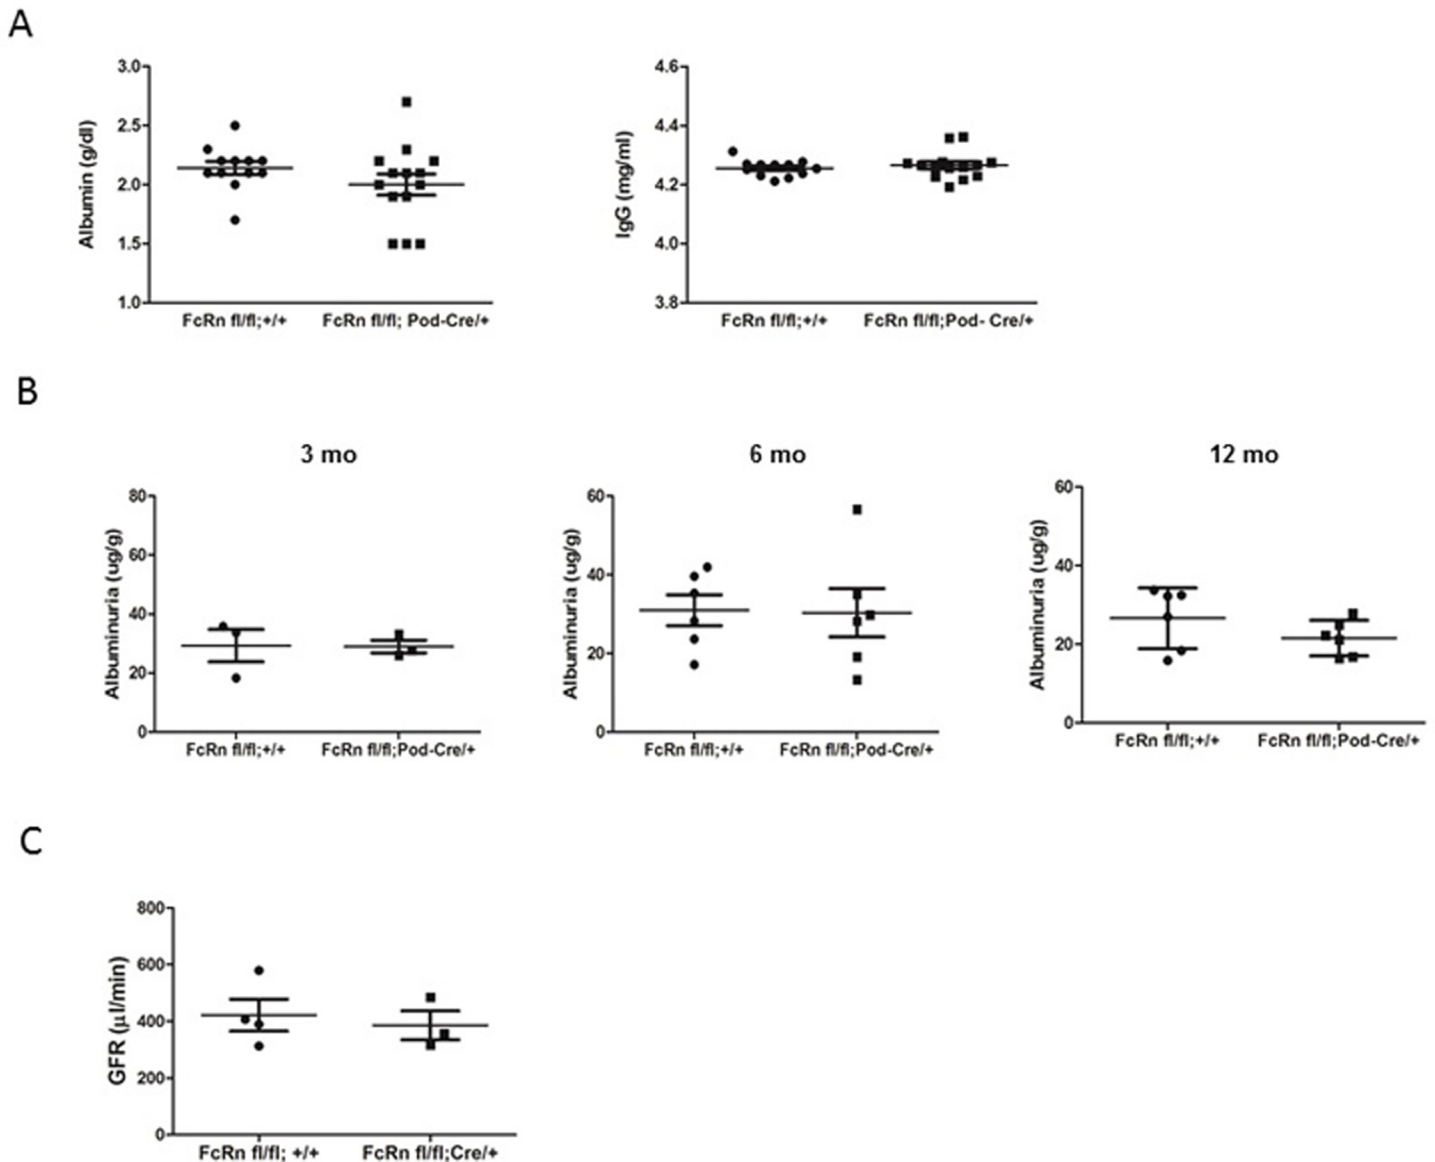 A
3.0
2.5
2.0
1.5
1.0
Albumin (g/dl)
FcRn fl/fl;+/+
FcRn fl/fl; Pod-Cre/+
4.6
4.4
4.2
4.0
3.8
IgG (mg/ml)
FcRn fl/fl;+/+
FcRn fl/fl;Pod- Cre/+
B
3 mo
80
60
40
20
0
Albuminuria (ug/g)
FcRn fl/fl;+/+
FcRn fl/fl;Pod-Cre/+
6 mo
60
40
20
0
Albuminuria (ug/g)
FcRn fl/fl;+/+
FcRn fl/fl;Pod-Cre/+
12 mo
60
40
20
0
Albuminuria (ug/g)
FcRn fl/fl;+/+
FcRn fl/fl;Pod-Cre/+
C
800
600
400
200
0
GFR (µl/min)
FcRn fl/fl; +/+
FcRn fl/fl;Cre/+